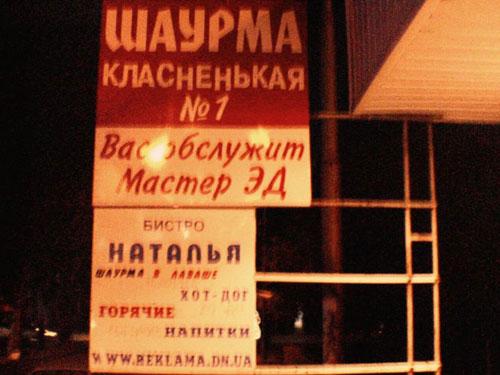 ШАУРМА
КЛАСНЕНЬКАЯ
№1
Вас обслужит
Мастер ЭД
БИСТРО
НАТАЛЬЯ
ШАУРМА В ЛАВАШЕ
ХОТ-ДОГ
ГОРЯЧИЕ
НАПИТКИ
WWW.REKLAMA.DN.UA